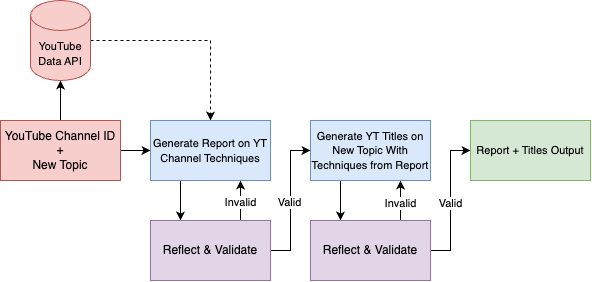 YouTube
Data API
YouTube Channel ID
+
New Topic
Generate Report on YT
Channel Techniques
Generate YT Titles on
New Topic With
Techniques from Report
Report + Titles Output
Invalid
Valid
Invalid
Valid
Reflect & Validate
Reflect & Validate